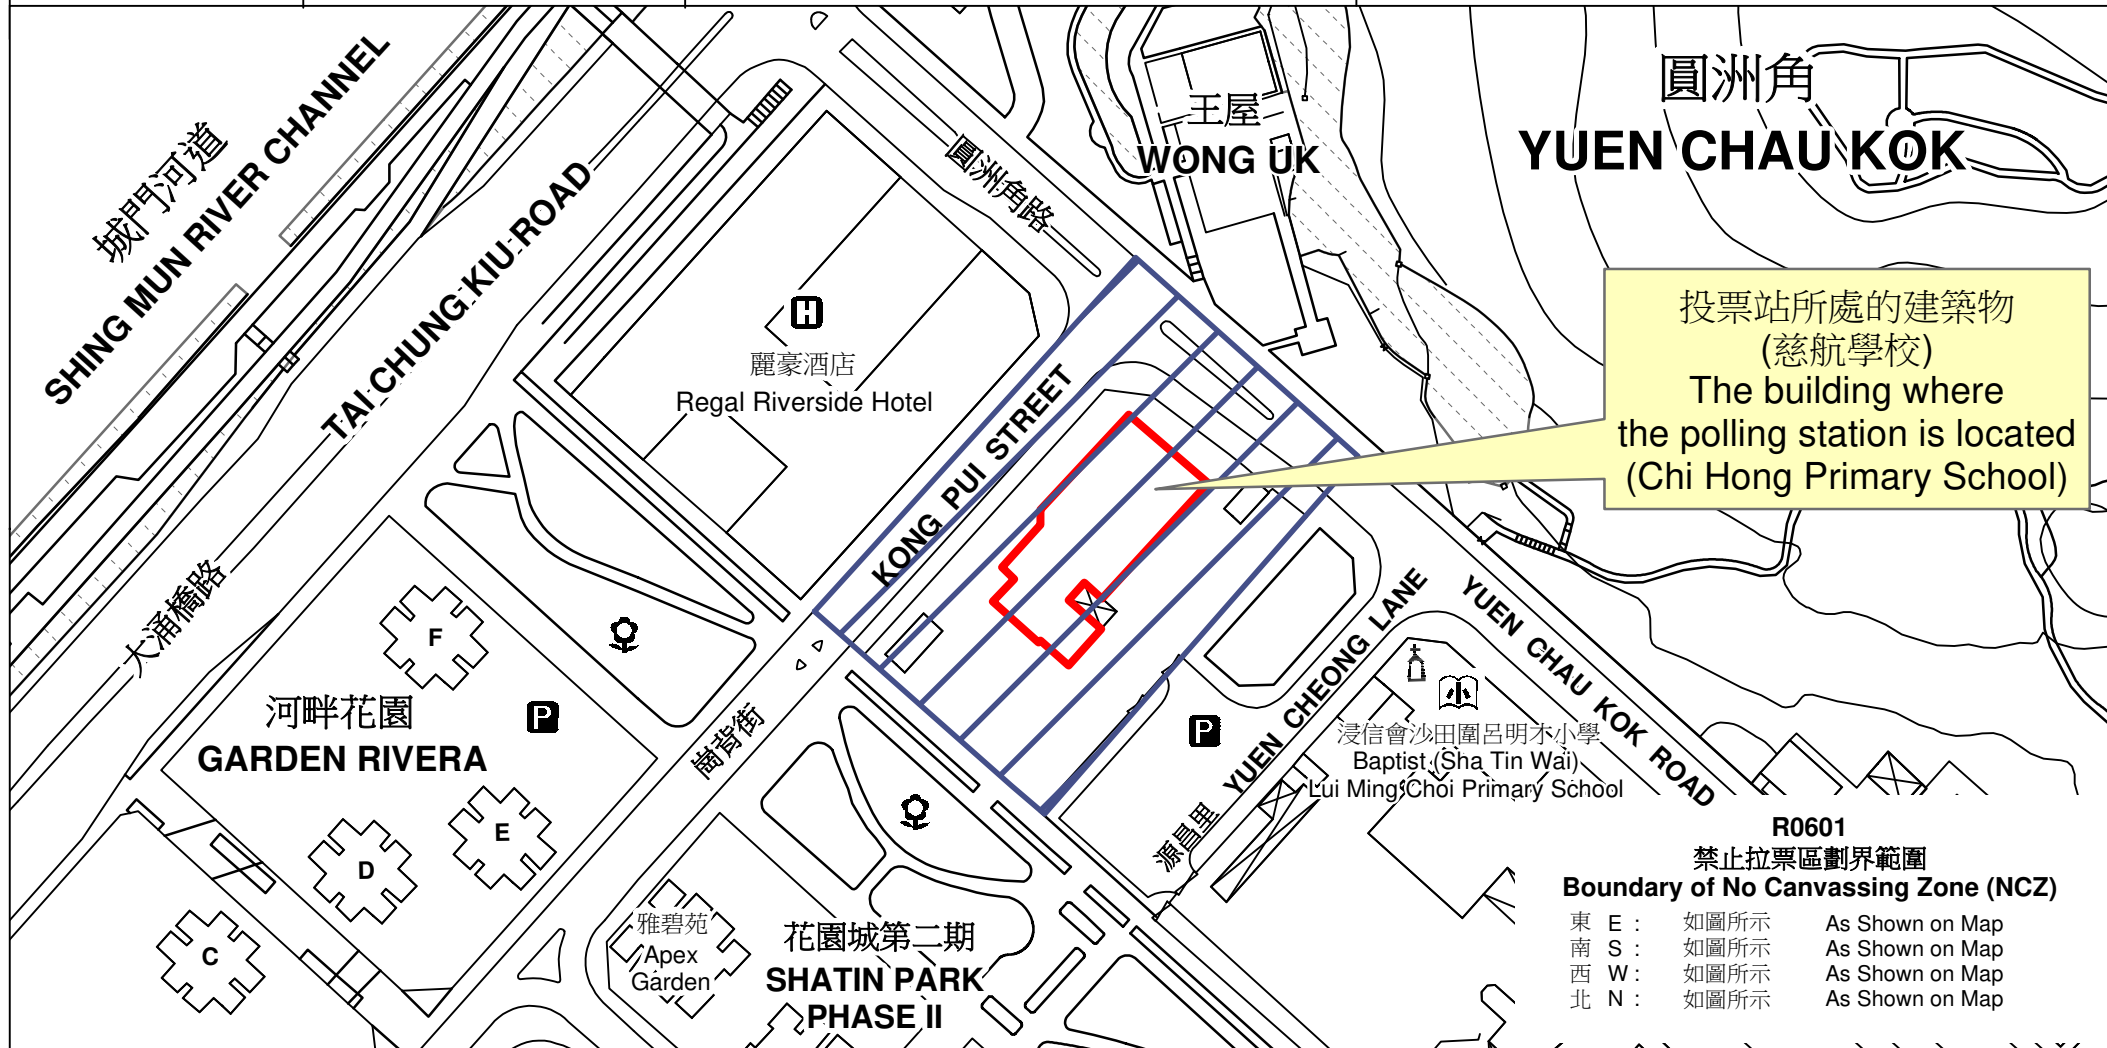 城門河道
SHING MUN RIVER CHANNEL
大涌橋路
TAI CHUNG KIU ROAD
圓洲角路
王屋
WONG UK
圓洲角
YUEN CHAU KOK
H
麗豪酒店
Regal Riverside Hotel
KONG PUI STREET
崗背街
投票站所處的建築物
(慈航學校)
The building where
the polling station is located
(Chi Hong Primary School)
F
河畔花園
GARDEN RIVERA
P
E
D
C
P
源昌里
YUEN CHEONG LANE
YUEN CHAU KOK ROAD
小
浸信會沙田圍呂明才小學
Baptist (Sha Tin Wai)
Lui Ming Choi Primary School
雅碧苑
Apex
Garden
花園城第二期
SHATIN PARK
PHASE II
R0601
禁止拉票區劃界範圍
Boundary of No Canvassing Zone (NCZ)
東 E : 如圖所示 As Shown on Map
南 S : 如圖所示 As Shown on Map
西 W : 如圖所示 As Shown on Map
北 N : 如圖所示 As Shown on Map